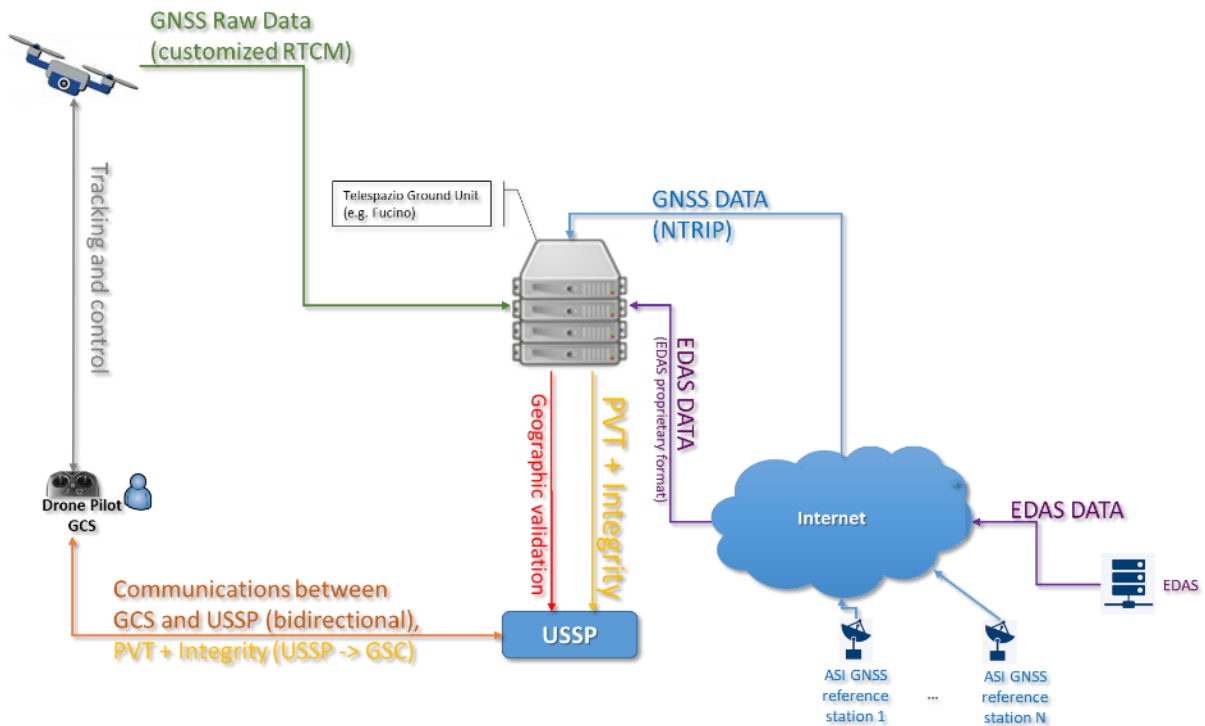 GNSS Raw Data
(customized RTCM)
Tracking and control
Telespazio Ground Unit
(e.g. Fucino)
GNSS DATA
(NTRIP)
EDAS DATA
(EDAS proprietary format)
Geographic validation
PVT + Integrity
Drone Pilot
GCS
Internet
EDAS DATA
EDAS
Communications between
GCS and USSP (bidirectional),
PVT + Integrity (USSP -> GSC)
USSP
ASI GNSS
reference
station 1
...
ASI GNSS
reference
station N